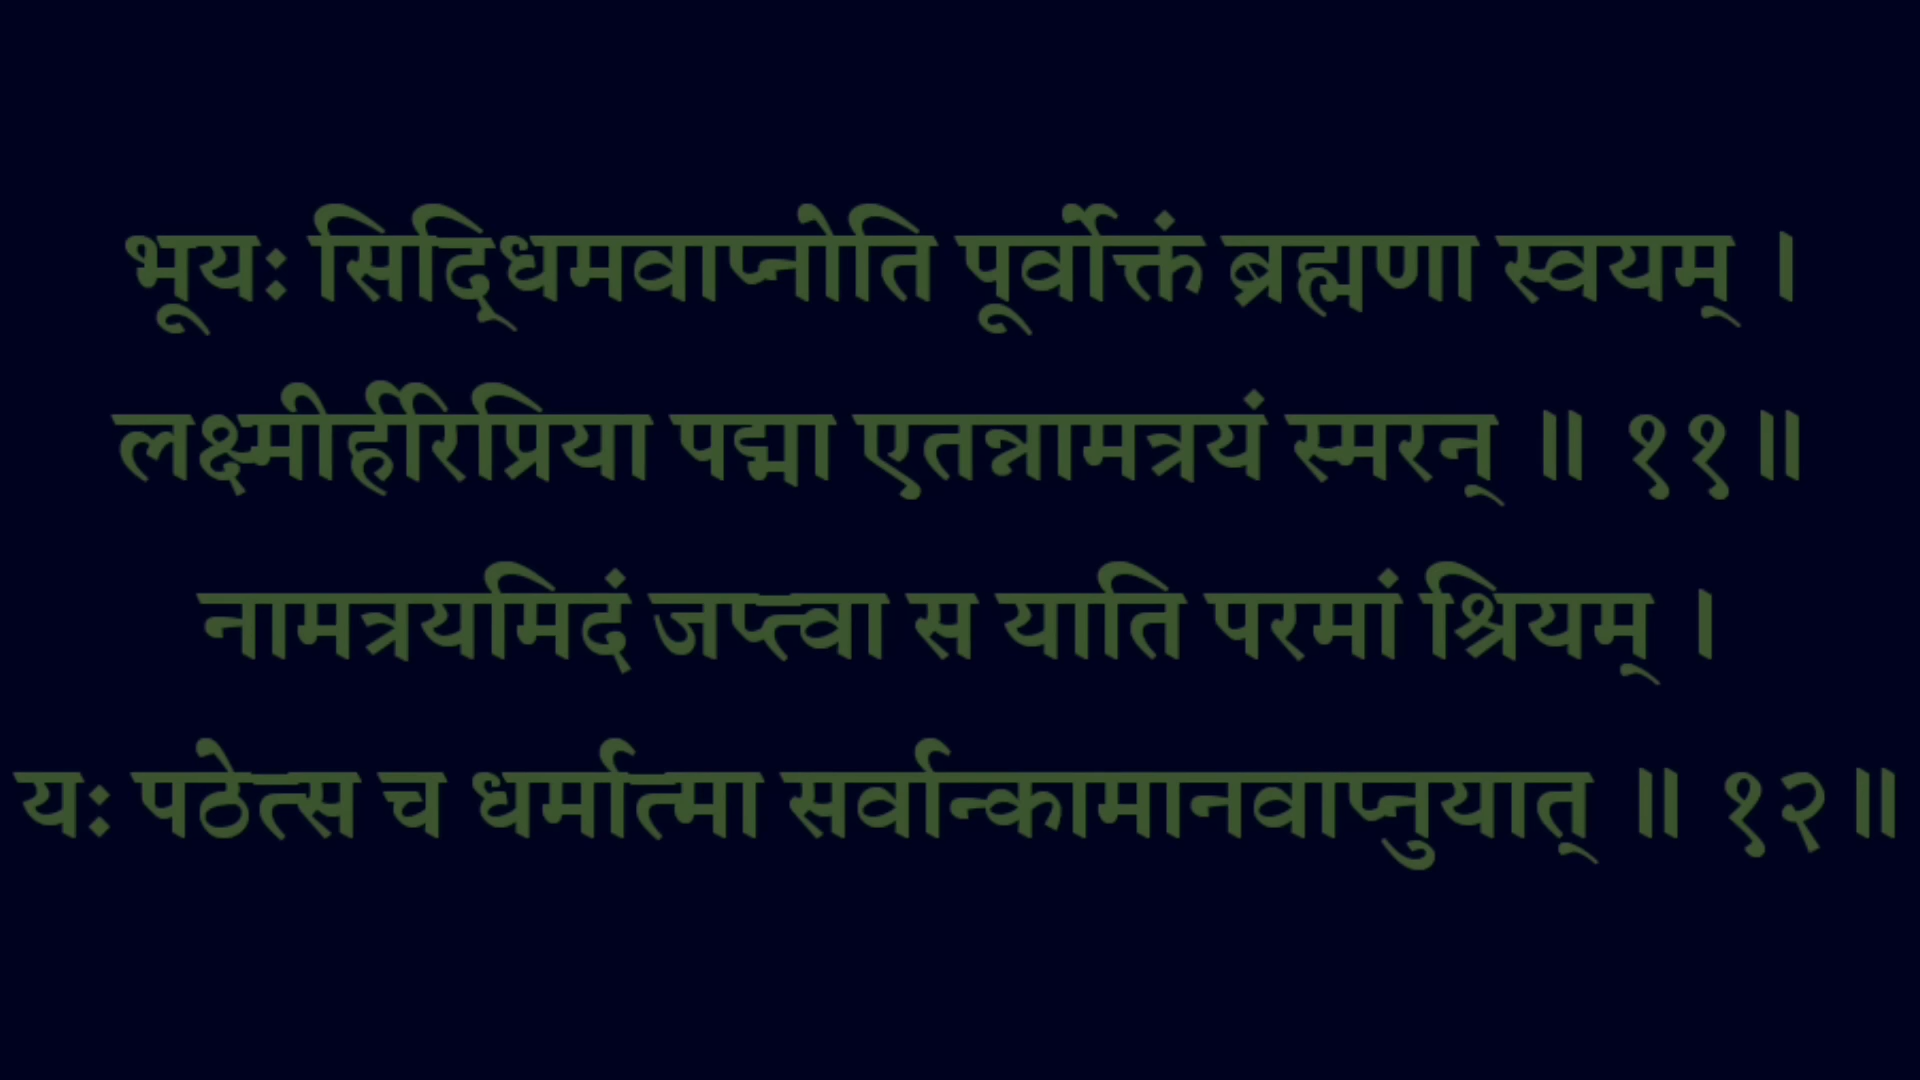 भूयः सिद्धिमवाप्नोति पूर्वोक्तं ब्रह्मणा स्वयम् ।
लक्ष्मीर्हरिप्रिया पद्मा एतन्नामत्रयं स्मरन् ॥ ११॥
नामत्रयमिदं जप्त्वा स याति परमां श्रियम् ।
यः पठेत्स च धर्मात्मा सर्वान्कामानवाप्नुयात् ॥ १२॥